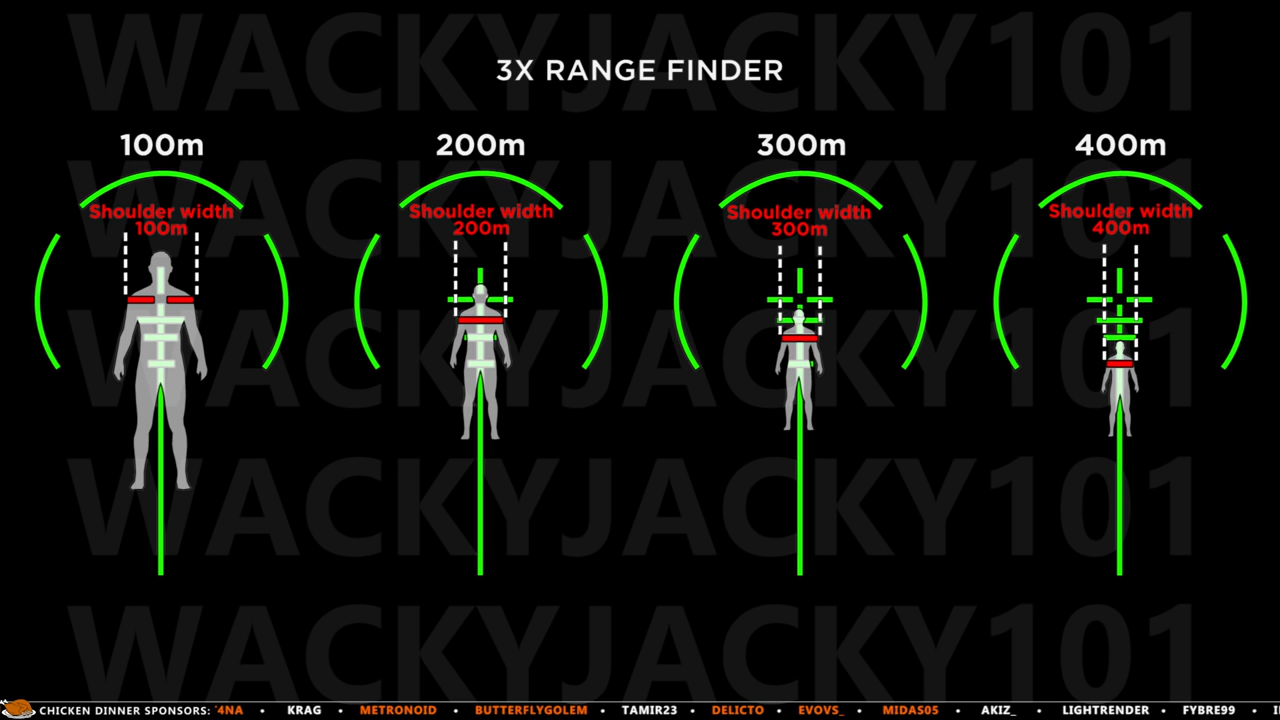 WACKYJACKY101
3X RANGE FINDER
100m
200m
300m
400m
WACKYJACKY101
Shoulder width
100m
Shoulder width
200m
Shoulder width
300m
Shoulder width
400m
WACKYJACKY101
WACKYJACKY101
WACKYJACKY101
CHICKEN DINNER SPONSORS: '4NA • KRAG • METRONOID • BUTTERFLYGOLEM • TAMIR23 • DELICTO • EVOVS_ • MIDAS05 • AKIZ_ • LIGHTRENDER • FYBRE99 •